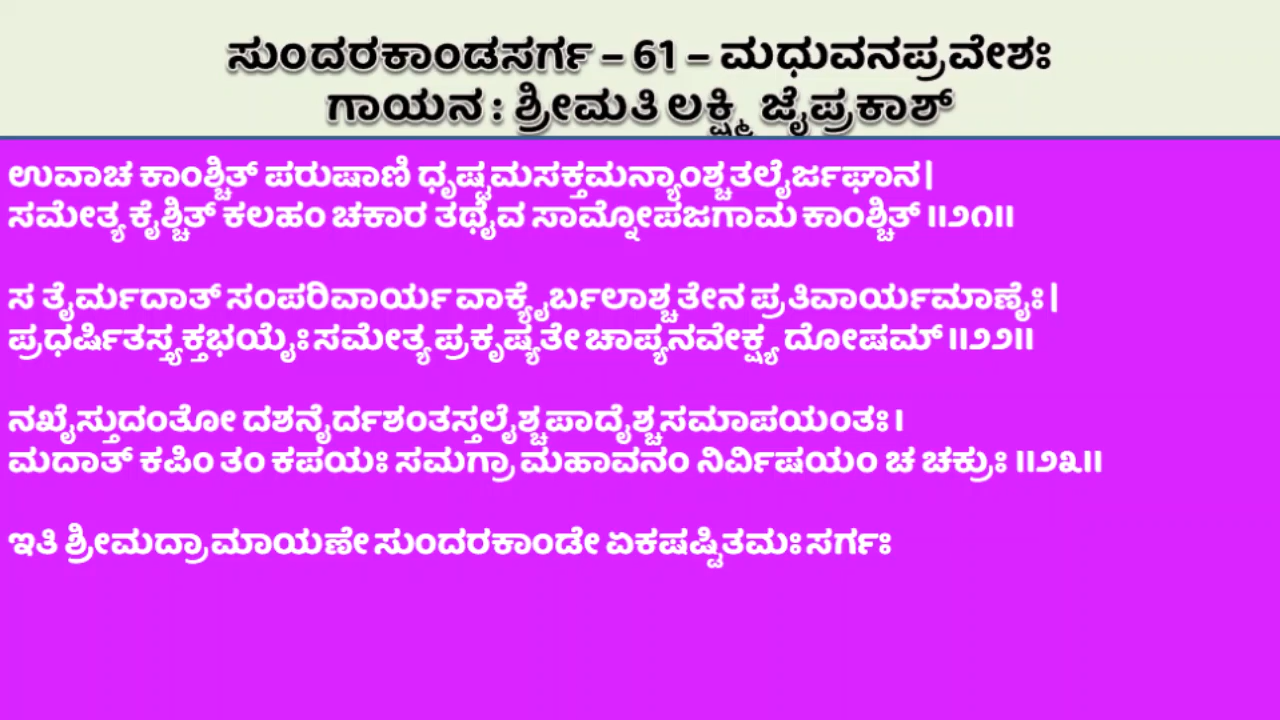 ಸುಂದರಕಾಂಡಸರ್ಗ – 61 – ಮಧುವನಪ್ರವೇಶಃ
ಗಾಯನ : ಶ್ರೀಮತಿ ಲಕ್ಷ್ಮಿ ಜೈಪ್ರಕಾಶ್
ಉವಾಚ ಕಾಂಶ್ಚಿತ್ ಪರುಷಾಣಿ ಧೃಷ್ಟಮಸಕ್ತಮನ್ಯಾಂಶ್ಚತಲೈರ್ಜಘಾನ|
ಸಮೇತ್ಯ ಕೈಶ್ಚಿತ್ ಕಲಹಂ ಚಕಾರ ತಥೈವ ಸಾಮ್ನೋಪಜಗಾಮ ಕಾಂಶ್ಚಿತ್ ॥೨೧॥
ಸ ತೈರ್ಮದಾತ್ ಸಂಪರಿವಾರ್ಯ ವಾಕ್ಯೈರ್ಬಲಾಶ್ಚತೇನ ಪ್ರತಿವಾರ್ಯಮಾಣೈಃ|
ಪ್ರಧರ್ಷಿತಸ್ತ್ಯಕ್ತಭಯೈಃ ಸಮೇತ್ಯ ಪ್ರಕೃಷ್ಯತೇ ಚಾಪ್ಯನವೇಕ್ಷ್ಯ ದೋಷಮ್ ॥೨೨॥
ನಖೈಸ್ತುದಂತೋ ದಶನೈರ್ದಶಂತಸ್ತಲೈಶ್ಚಪಾದೈಶ್ಚಸಮಾಪಯಂತಃ।
ಮದಾತ್ ಕಪಿಂ ತಂ ಕಪಯಃ ಸಮಗ್ರಾ ಮಹಾವನಂ ನಿರ್ವಿಷಯಂ ಚ ಚಕ್ರುಃ ॥೨೩॥
ಇತಿ ಶ್ರೀಮದ್ರಾಮಾಯಣೇ ಸುಂದರಕಾಂಡೇ ಏಕಷಷ್ಟಿತಮಃ ಸರ್ಗಃ